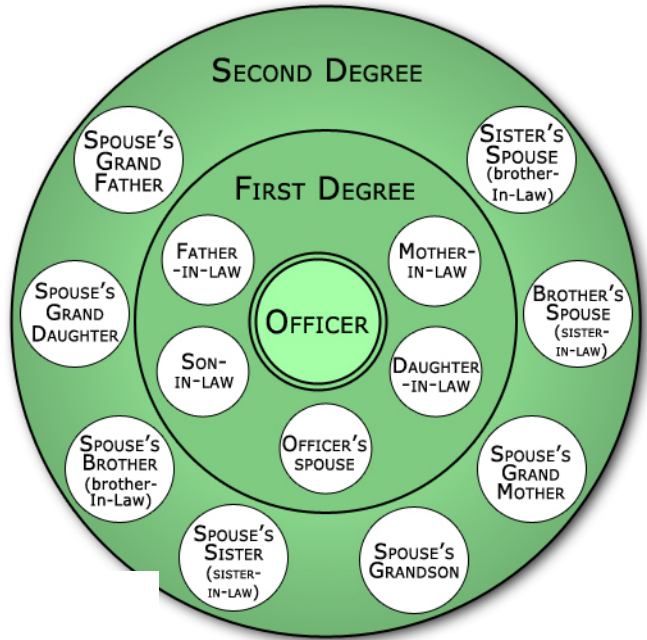 SECOND DEGREE
SPOUSE'S
GRAND
FATHER
SISTER'S
SPOUSE
(brother-
In-Law)
FIRST DEGREE
FATHER
-IN-LAW
MOTHER-
IN-LAW
SPOUSE'S
GRAND
DAUGHTER
OFFICER
BROTHER'S
SPOUSE
(SISTER-
IN-LAW)
SON-
IN-LAW
DAUGHTER
-IN-LAW
SPOUSE'S
BROTHER
(brother-
In-Law)
OFFICER'S
SPOUSE
SPOUSE'S
GRAND
MOTHER
SPOUSE'S
SISTER
(SISTER-
IN-LAW)
SPOUSE'S
GRANDSON